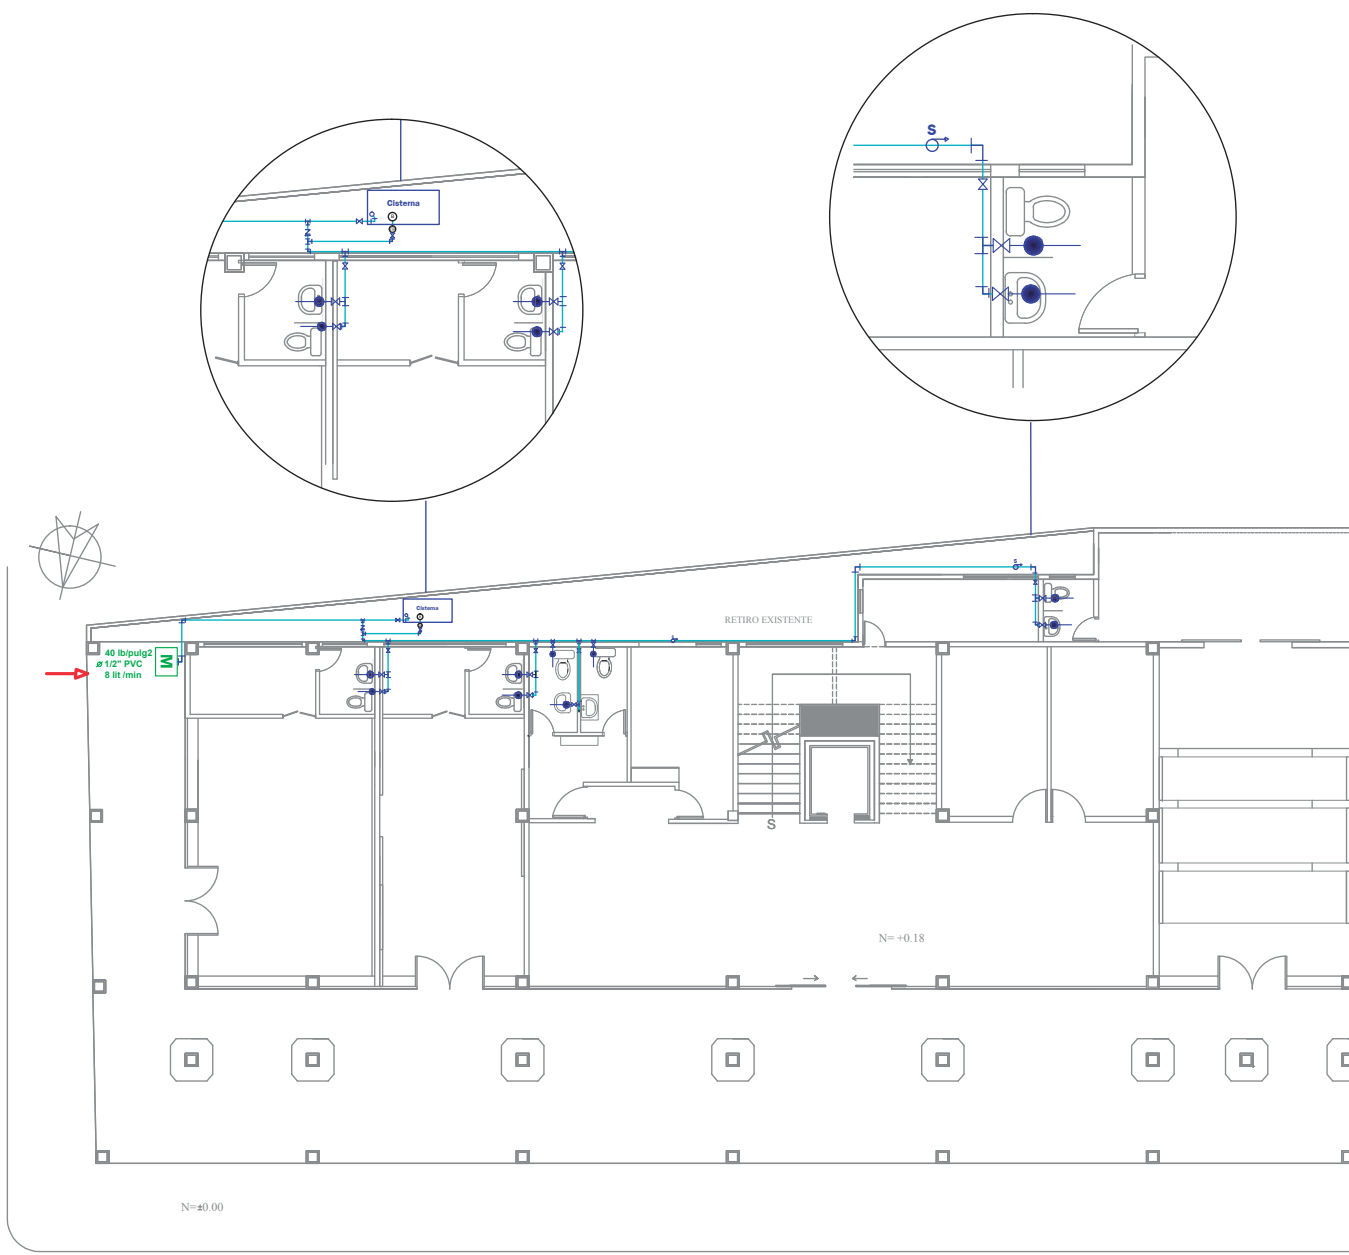 S
Cisterna
S
Cisterna
RETIRO EXISTENTE
40 lb/pulg2
ø 1/2" PVC
8 lit /min
M
S
N= +0.18
N=±0.00